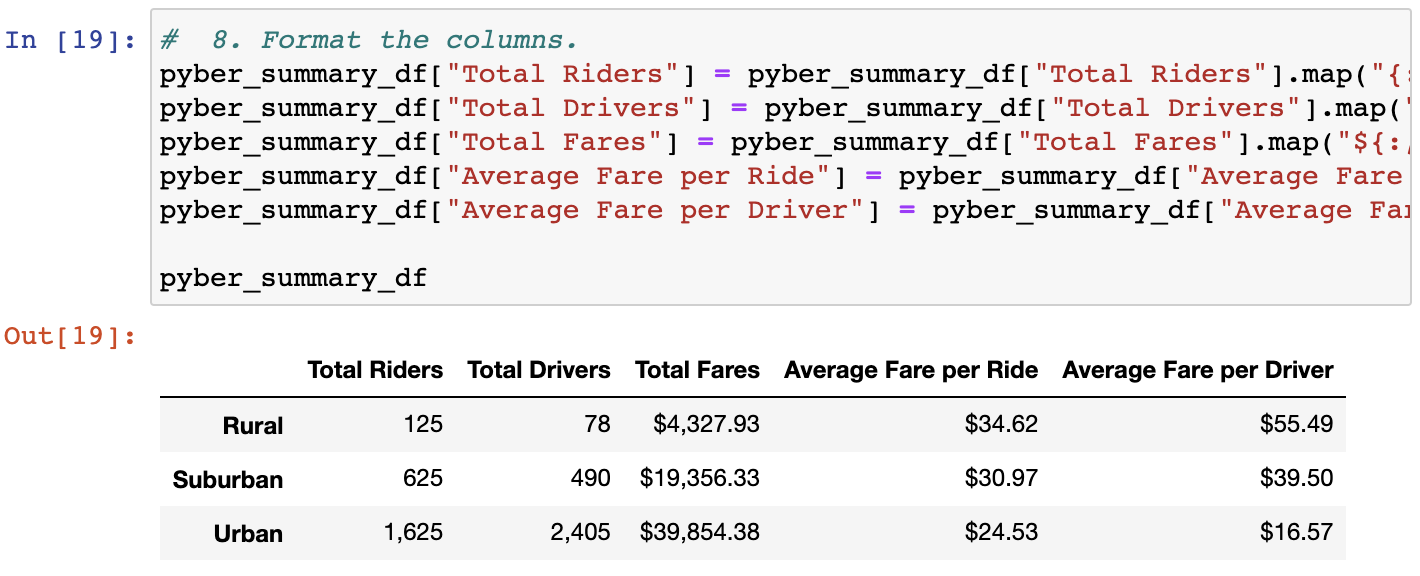 In [19]: #  8. Format the columns.
pyber_summary_df["Total Riders"] = pyber_summary_df["Total Riders"].map("{:
pyber_summary_df["Total Drivers"] = pyber_summary_df["Total Drivers"].map("
pyber_summary_df["Total Fares"] = pyber_summary_df["Total Fares"].map("${:,
pyber_summary_df["Average Fare per Ride"] = pyber_summary_df["Average Fare
pyber_summary_df["Average Fare per Driver"] = pyber_summary_df["Average Far
pyber_summary_df
Out[19]:
Total Riders Total Drivers Total Fares Average Fare per Ride Average Fare per Driver
Rural 125 78 $4,327.93 $34.62 $55.49
Suburban 625 490 $19,356.33 $30.97 $39.50
Urban 1,625 2,405 $39,854.38 $24.53 $16.57